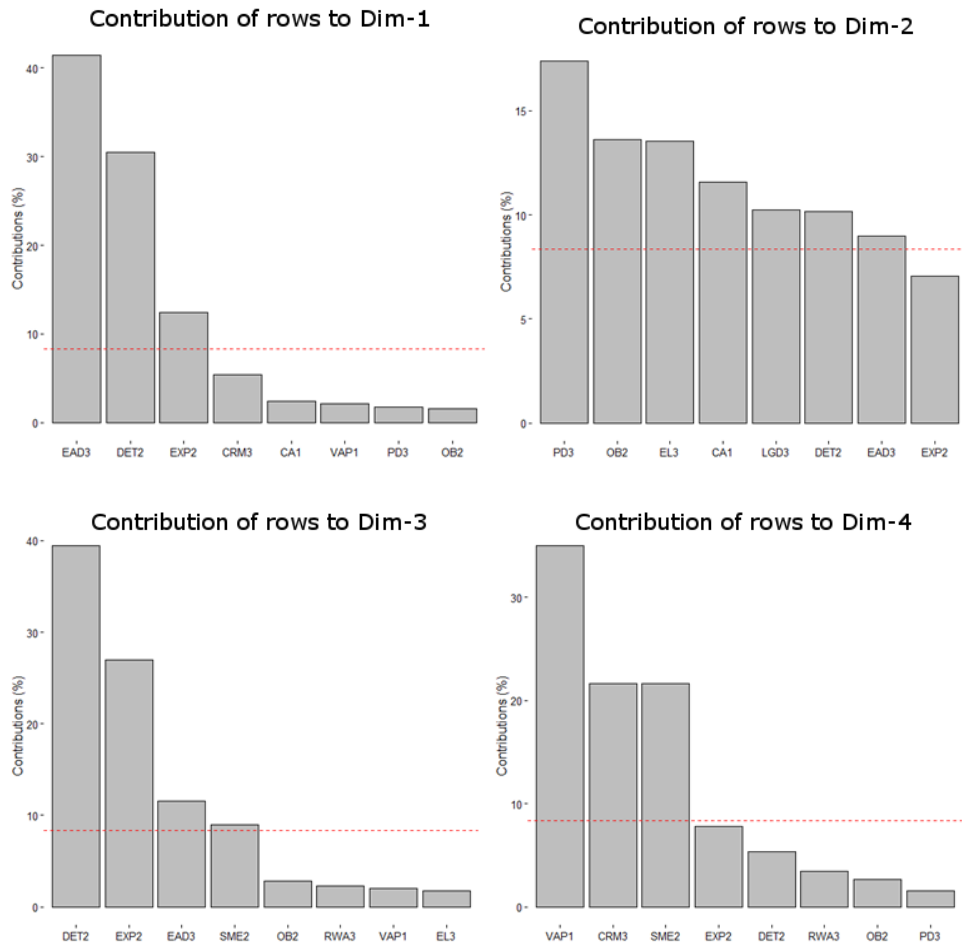 Contribution of rows to Dim-1
Contributions (%)
40
30
20
10
0
EAD3 DET2 EXP2 CRM3 CA1 VAP1 PD3 OB2
Contribution of rows to Dim-2
Contributions (%)
15
10
5
0
PD3 OB2 EL3 CA1 LGD3 DET2 EAD3 EXP2
Contribution of rows to Dim-3
Contributions (%)
40
30
20
10
0
DET2 EXP2 EAD3 SME2 OB2 RWA3 VAP1 EL3
Contribution of rows to Dim-4
Contributions (%)
30
20
10
0
VAP1 CRM3 SME2 EXP2 DET2 RWA3 OB2 PD3